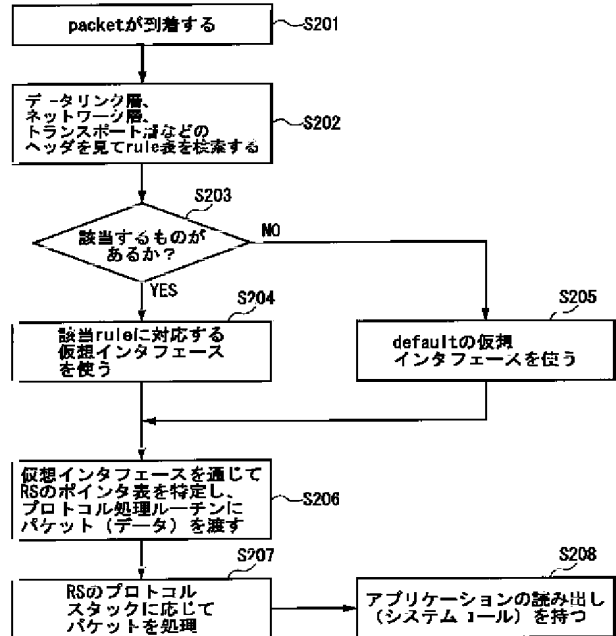 packetが到着する
S201
データリンク層、
ネットワーク層、
トランスポート層などの
ヘッダを見てrule表を検索する
S202
S203
該当するものが
あるか？
NO
YES
S204
該当ruleに対応する
仮想インタフェース
を使う
S205
defaultの仮想
インタフェースを使う
仮想インタフェースを通じて
RSのポインタ表を特定し、
プロトコル処理ルーチンに
パケット（データ）を渡す
S206
S207
RSのプロトコル
スタックに応じて
パケットを処理
S208
アプリケーションの読み出し
（システムコール）を持つ